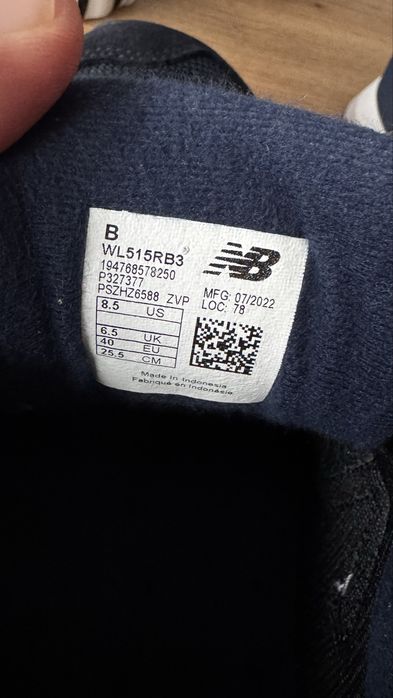 B
WL515RB3
194768578250
P327377
PSZHZ6588 ZVP
NB
MFG: 07/2022
LOC: 78
8.5 US
6.5 UK
40 EU
25.5 CM
Made in Indonesia
Fabriqué en Indonésie